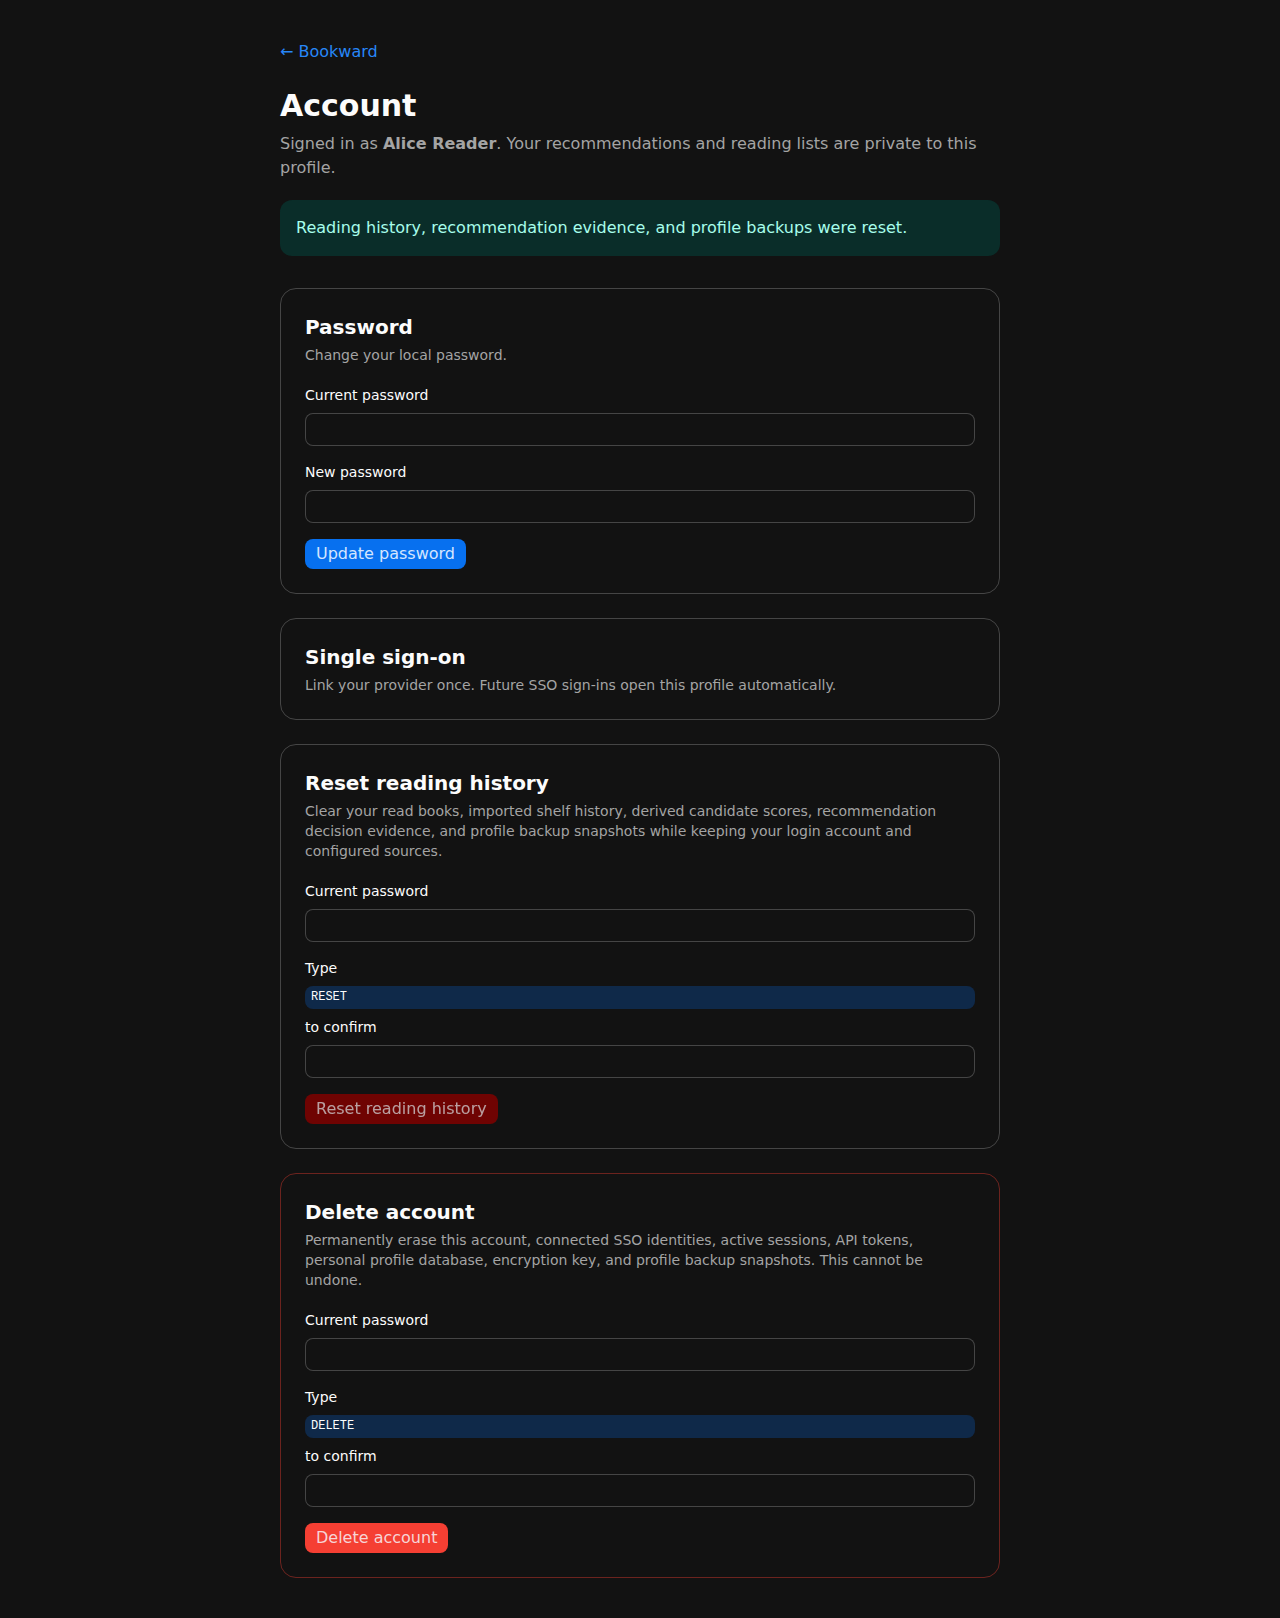 ← Bookward
Account
Signed in as Alice Reader. Your recommendations and reading lists are private to this
profile.
Reading history, recommendation evidence, and profile backups were reset.
Password
Change your local password.
Current password
New password
Update password
Single sign-on
Link your provider once. Future SSO sign-ins open this profile automatically.
Reset reading history
Clear your read books, imported shelf history, derived candidate scores, recommendation
decision evidence, and profile backup snapshots while keeping your login account and
configured sources.
Current password
Type
RESET
to confirm
Reset reading history
Delete account
Permanently erase this account, connected SSO identities, active sessions, API tokens,
personal profile database, encryption key, and profile backup snapshots. This cannot be
undone.
Current password
Type
DELETE
to confirm
Delete account